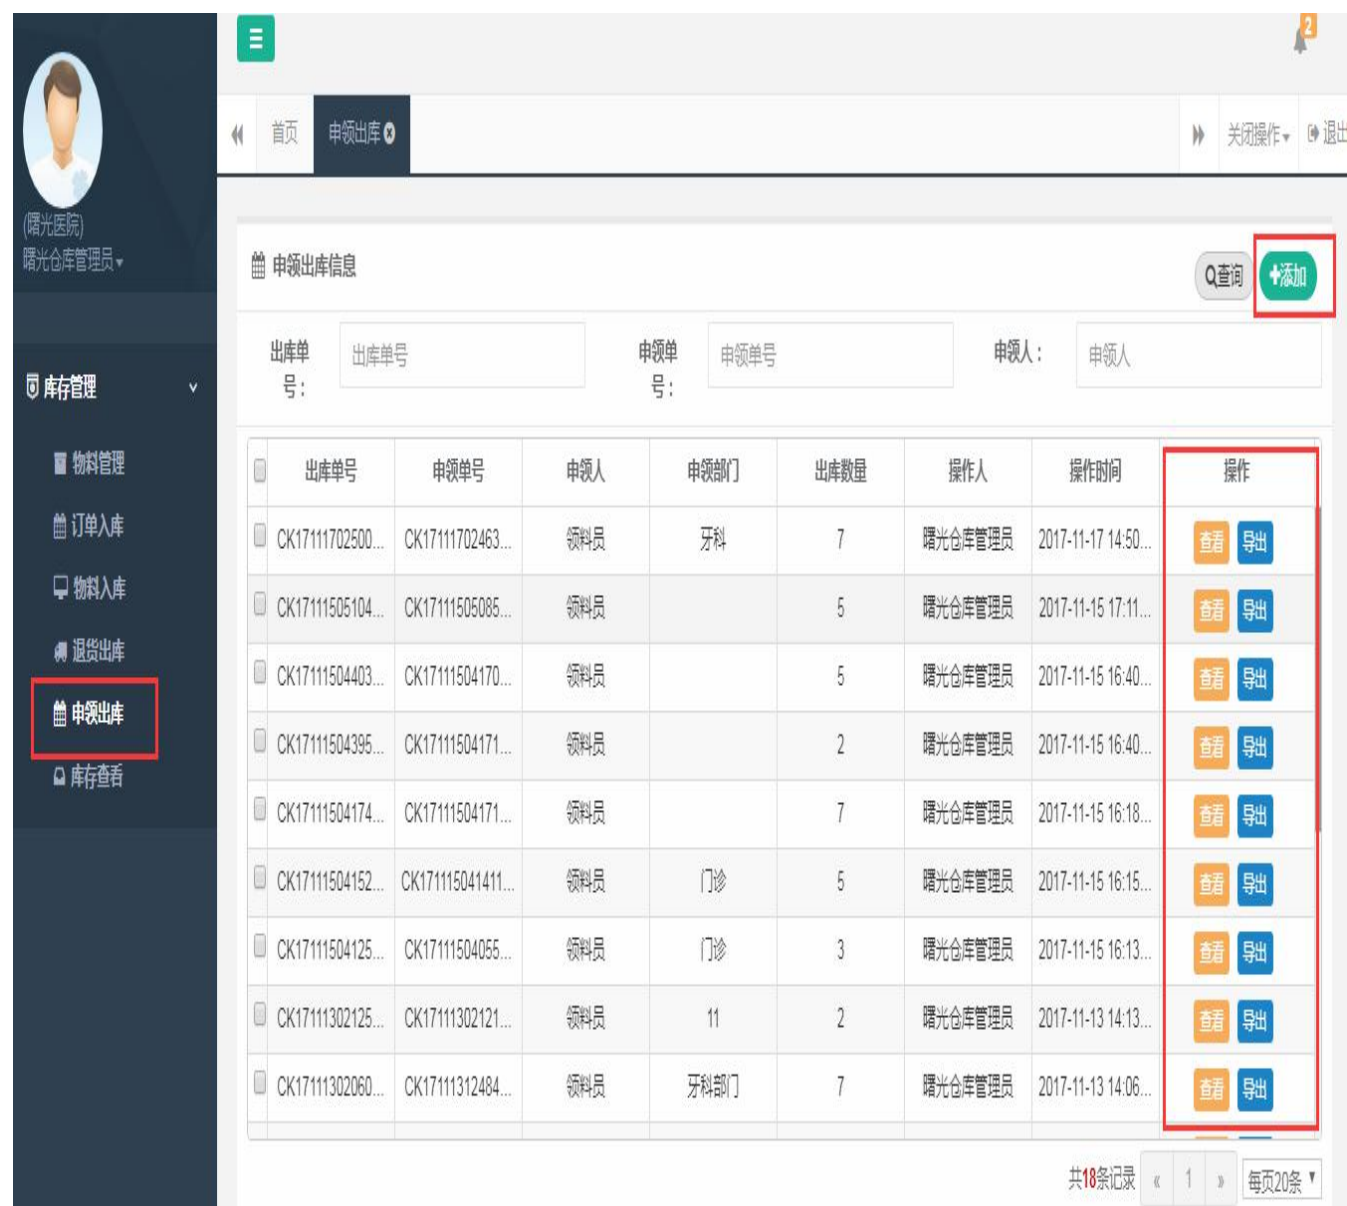 2
首页
申领出库
关闭操作
退出
(曙光医院)
曙光仓库管理员
库存管理
物料管理
订单入库
物料入库
退货出库
申领出库
库存查看
申领出库信息
查询
添加
出库单号：
出库单号
申领单号：
申领单号
申领人：
申领人
出库单号 申领单号 申领人 申领部门 出库数量 操作人 操作时间 操作
CK17111702500... CK17111702463... 领料员 牙科 7 曙光仓库管理员 2017-11-17 14:50... 查看 导出
CK17111505104... CK17111505085... 领料员 5 曙光仓库管理员 2017-11-15 17:11... 查看 导出
CK17111504403... CK17111504170... 领料员 5 曙光仓库管理员 2017-11-15 16:40... 查看 导出
CK17111504395... CK17111504171... 领料员 2 曙光仓库管理员 2017-11-15 16:40... 查看 导出
CK17111504174... CK17111504171... 领料员 7 曙光仓库管理员 2017-11-15 16:18... 查看 导出
CK17111504152... CK171115041411... 领料员 门诊 5 曙光仓库管理员 2017-11-15 16:15... 查看 导出
CK17111504125... CK17111504055... 领料员 门诊 3 曙光仓库管理员 2017-11-15 16:13... 查看 导出
CK17111302125... CK17111302121... 领料员 11 2 曙光仓库管理员 2017-11-13 14:13... 查看 导出
CK17111302060... CK17111312484... 领料员 牙科部门 7 曙光仓库管理员 2017-11-13 14:06... 查看 导出
共18条记录 « 1 » 每页20条